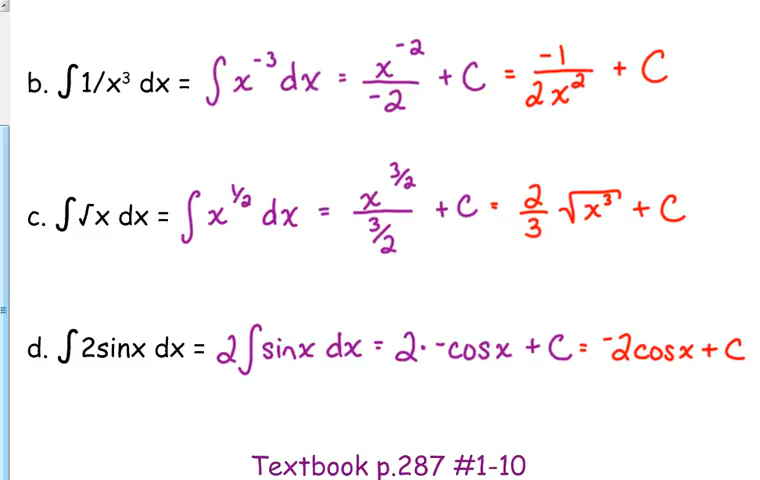 b. ∫1/x³ dx = ∫x⁻³dx = x⁻²/⁻2 + C = ⁻1/2x² + C
c. ∫√x dx = ∫x^½ dx = x^3/2 / 3/2 + C = 2/3 √x³ + C
d. ∫2sinx dx = 2∫sinx dx = 2·⁻cosx + C = ⁻2cosx + C
Textbook p.287 #1-10